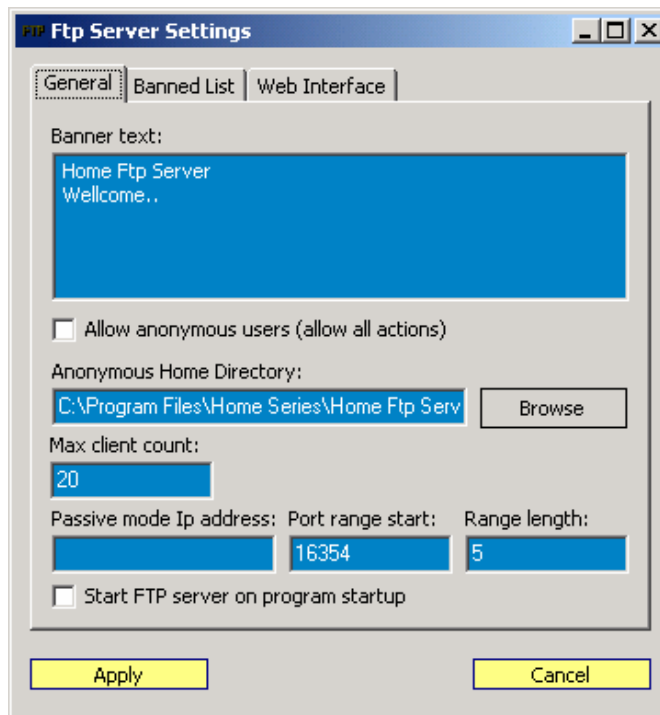 FTP Ftp Server Settings
General Banned List Web Interface
Banner text:
Home Ftp Server
Wellcome..
Allow anonymous users (allow all actions)
Anonymous Home Directory:
C:\Program Files\Home Series\Home Ftp Serv Browse
Max client count:
20
Passive mode Ip address: Port range start: Range length:
16354 5
Start FTP server on program startup
Apply Cancel